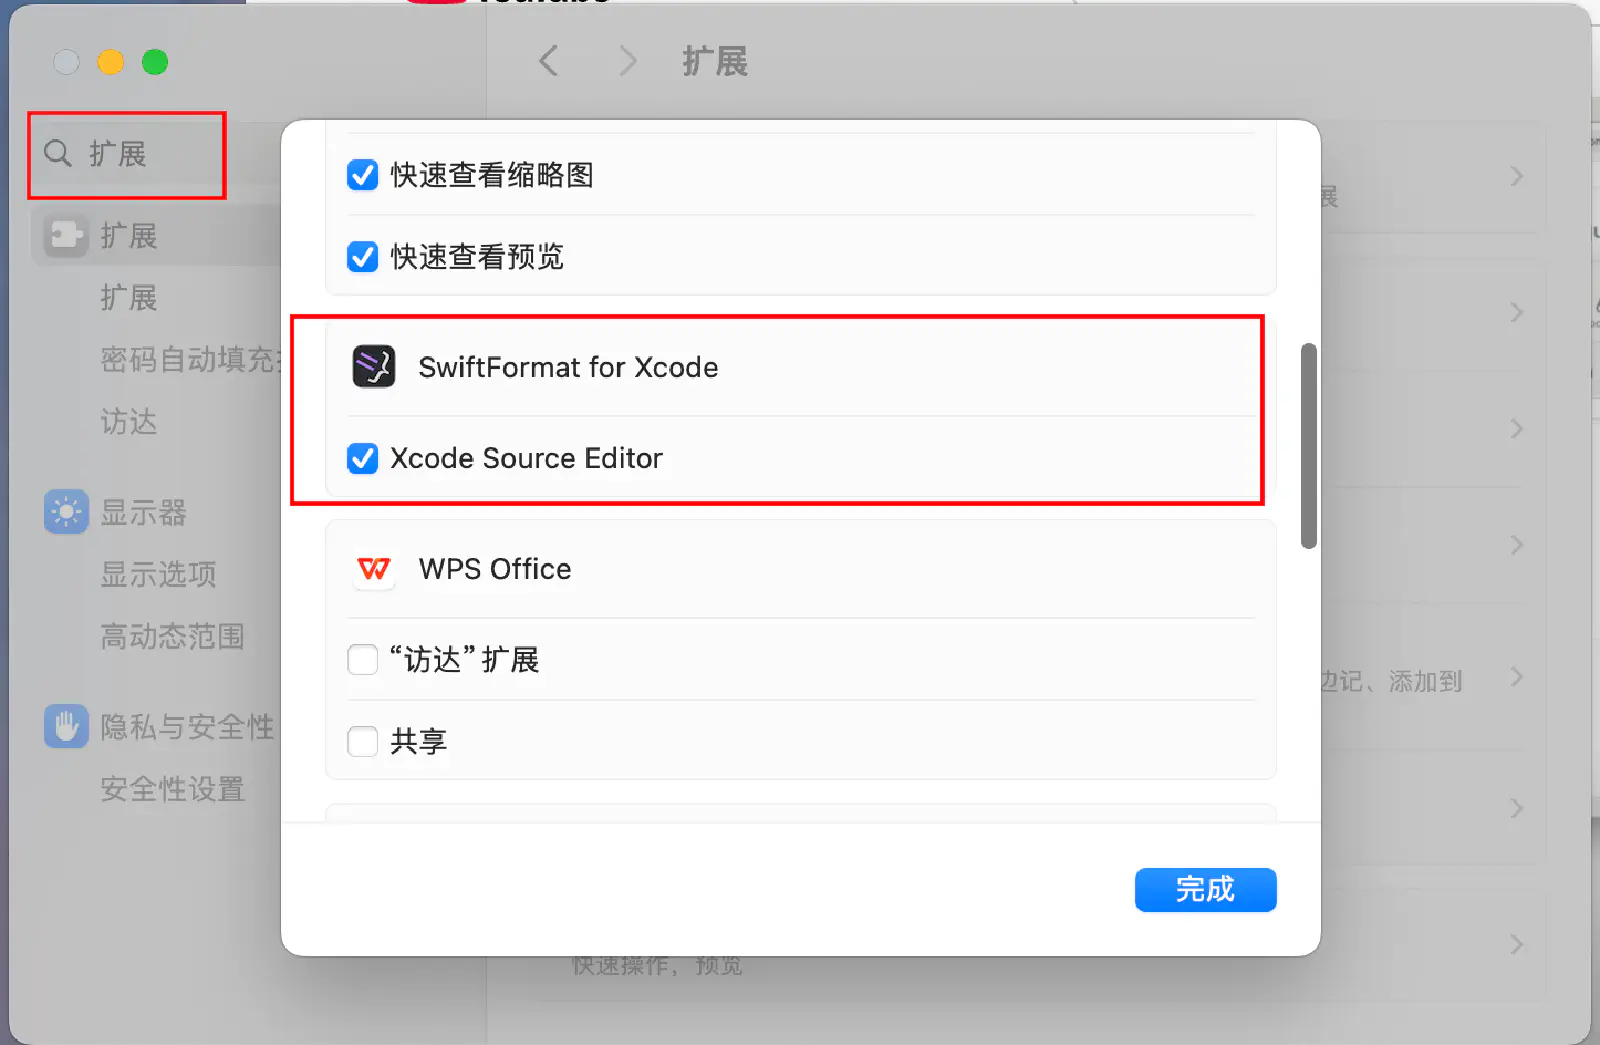 扩展
扩展
扩展
扩展
密码自动填充
访达
显示器
显示选项
高动态范围
隐私与安全性
安全性设置
快速查看缩略图
快速查看预览
SwiftFormat for Xcode
Xcode Source Editor
WPS Office
“访达”扩展
共享
完成
展
边记、添加到
快速操作，预览